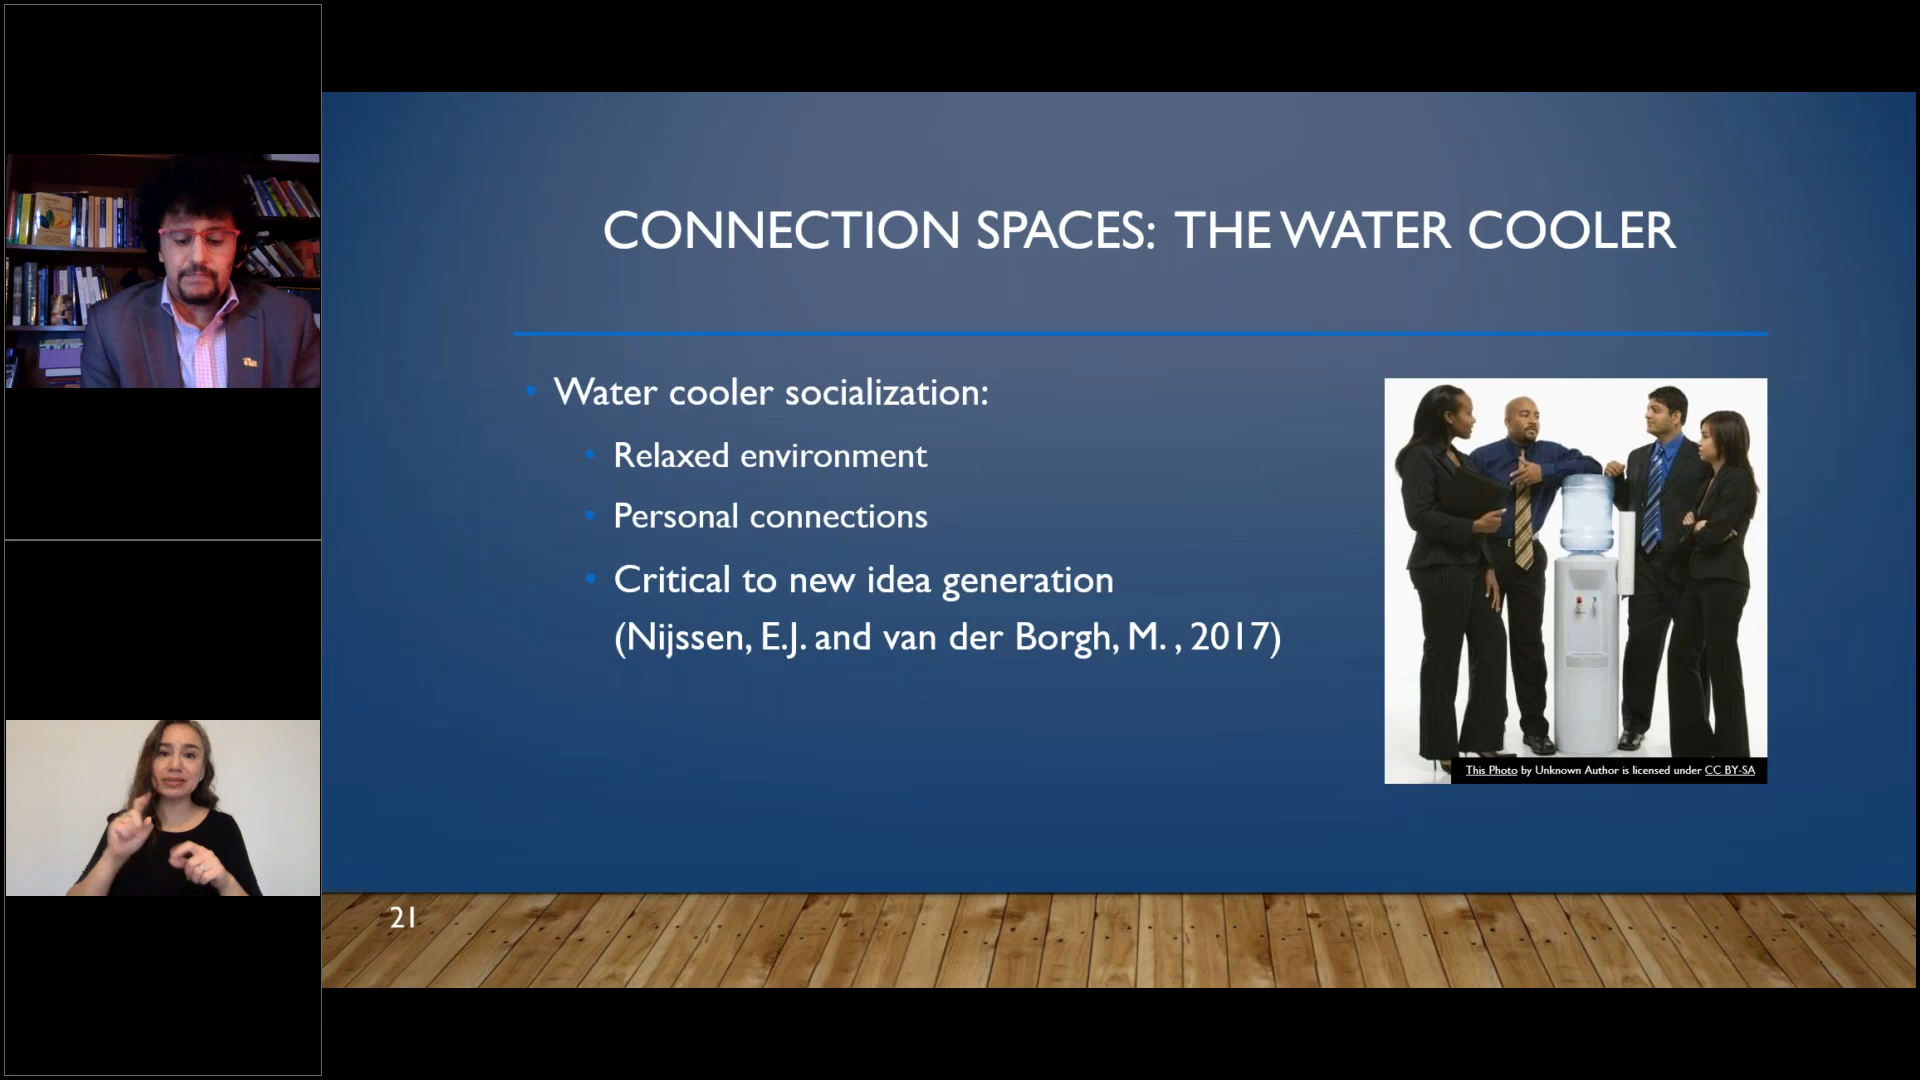 CONNECTION SPACES: THE WATER COOLER
• Water cooler socialization:
• Relaxed environment
• Personal connections
• Critical to new idea generation
(Nijssen, E.J. and van der Borgh, M. , 2017)
This Photo by Unknown Author is licensed under CC BY-SA
21